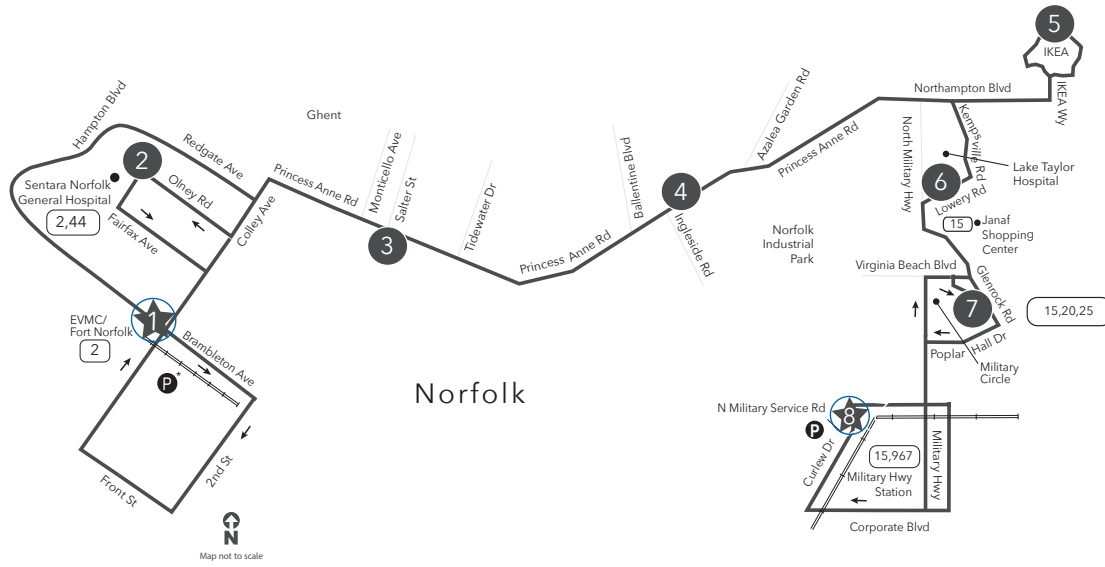 5
IKEA
IKEA Wy
Northampton Blvd
Hampton Blvd
Ghent
Redgate Ave
2
Olney Rd
Sentara Norfolk
General Hospital
2,44
Fairfax Ave
Colley Ave
Princess Anne Rd
Monticello Ave
Salter St
3
Tidewater Dr
Princess Anne Rd
Ballentine Blvd
4
Ingleside Rd
Azalea Garden Rd
Princess Anne Rd
Norfolk
Industrial
Park
North Military Hwy
Kempsville Rd
Lake Taylor
Hospital
6
Lowery Rd
15
Janaf
Shopping
Center
Virginia Beach Blvd
Glenrock Rd
7
15,20,25
Poplar Hall Dr
Military
Circle
1
EVMC/
Fort Norfolk
2
Brambleton Ave
P*
2nd St
Front St
Norfolk
N Military Service Rd
8
P
Curlew Dr
15,967
Military Hwy
Station
Military Hwy
Corporate Blvd
N
Map not to scale